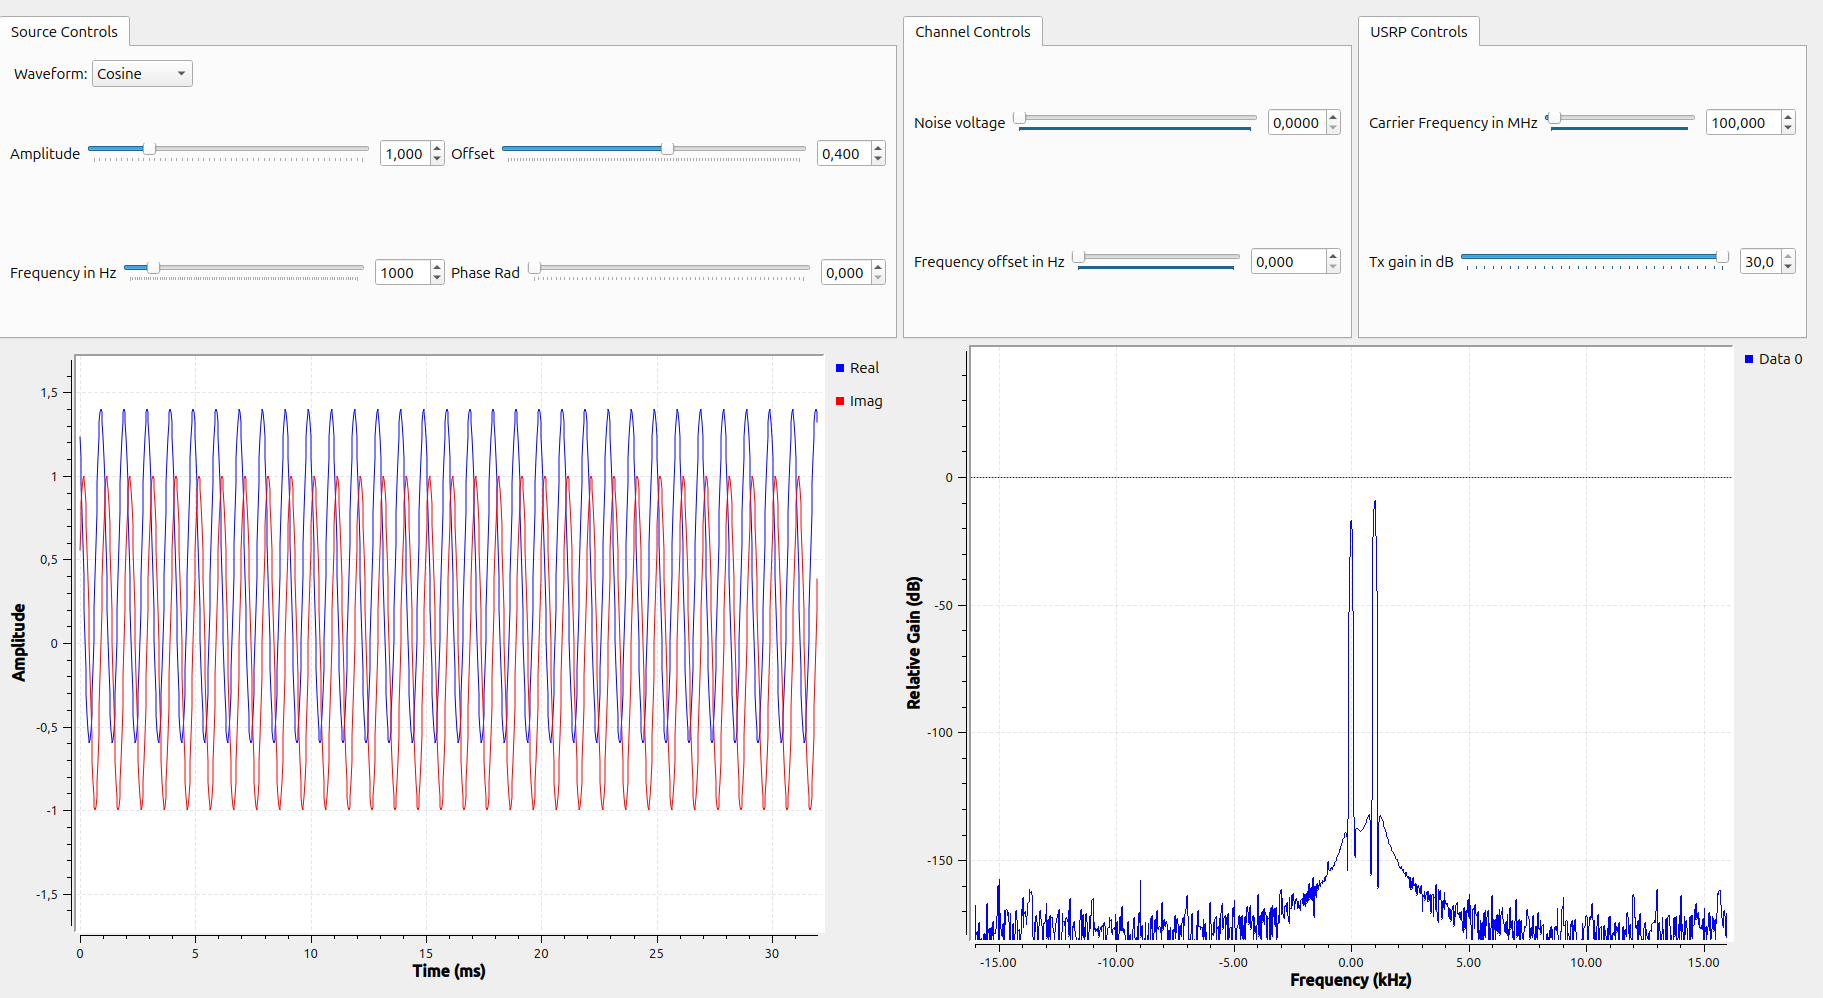 Source Controls
Waveform: Cosine
Amplitude 1,000 Offset 0,400
Frequency in Hz 1000 Phase Rad 0,000
Channel Controls
Noise voltage 0,0000
Frequency offset in Hz 0,000
USRP Controls
Carrier Frequency in MHz 100,000
Tx gain in dB 30,0
Real
Imag
Amplitude
1,5
1
0,5
0
-0,5
-1
-1,5
0 5 10 15 20 25 30
Time (ms)
Data 0
Relative Gain (dB)
0
-50
-100
-150
-15.00 -10.00 -5.00 0.00 5.00 10.00 15.00
Frequency (kHz)